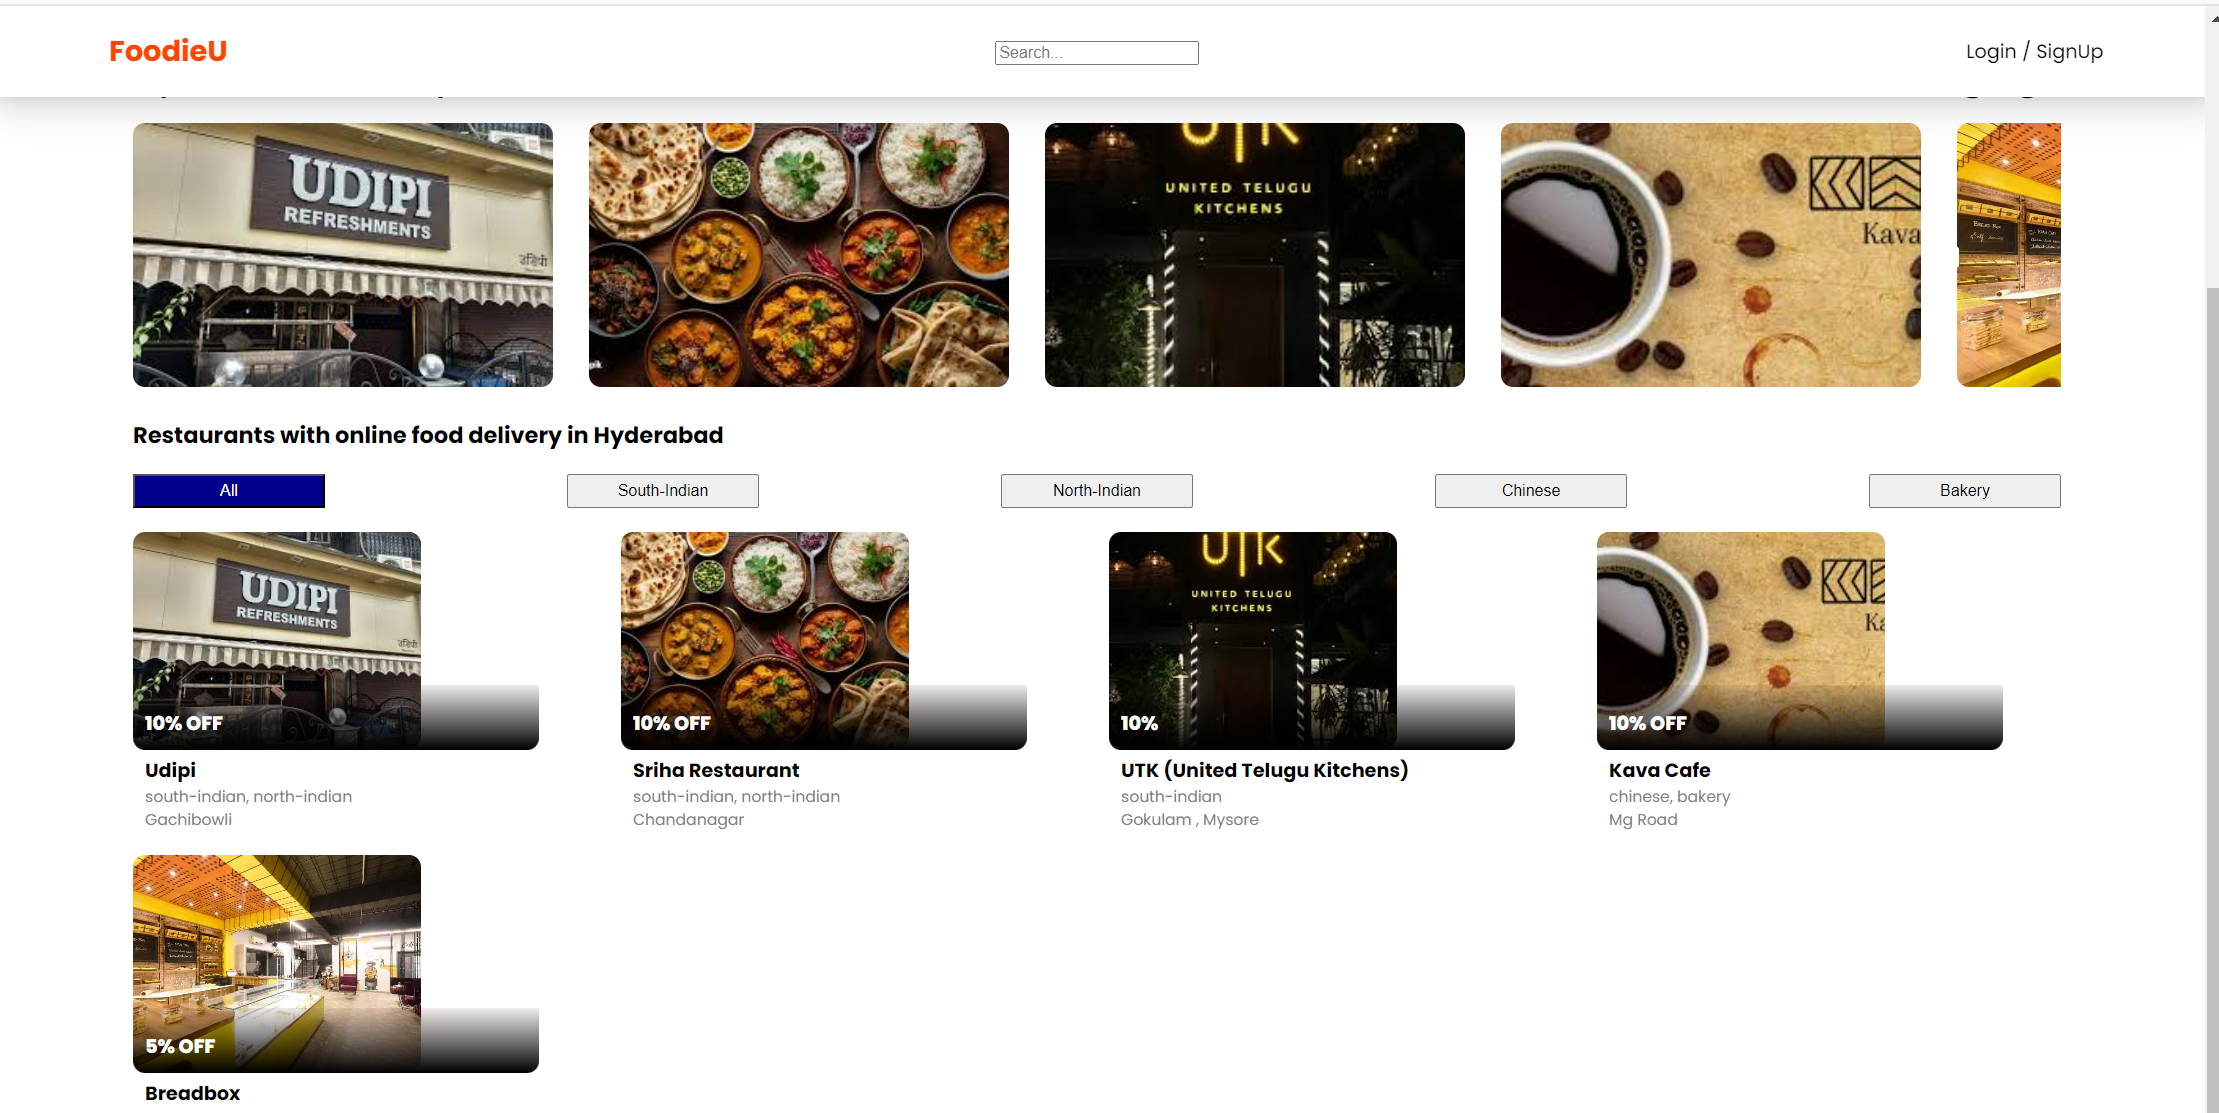 FoodieU
Search...
Login / SignUp
UDIPI
REFRESHMENTS
उडिपी
UTK
UNITED TELUGU
KITCHENS
Kava
Restaurants with online food delivery in Hyderabad
All
South-Indian
North-Indian
Chinese
Bakery
UDIPI
REFRESHMENTS
उडिपी
10% OFF
10% OFF
UTK
UNITED TELUGU
KITCHENS
10%
Ka
10% OFF
Udipi
south-indian, north-indian
Gachibowli
Sriha Restaurant
south-indian, north-indian
Chandanagar
UTK (United Telugu Kitchens)
south-indian
Gokulam , Mysore
Kava Cafe
chinese, bakery
Mg Road
5% OFF
Breadbox